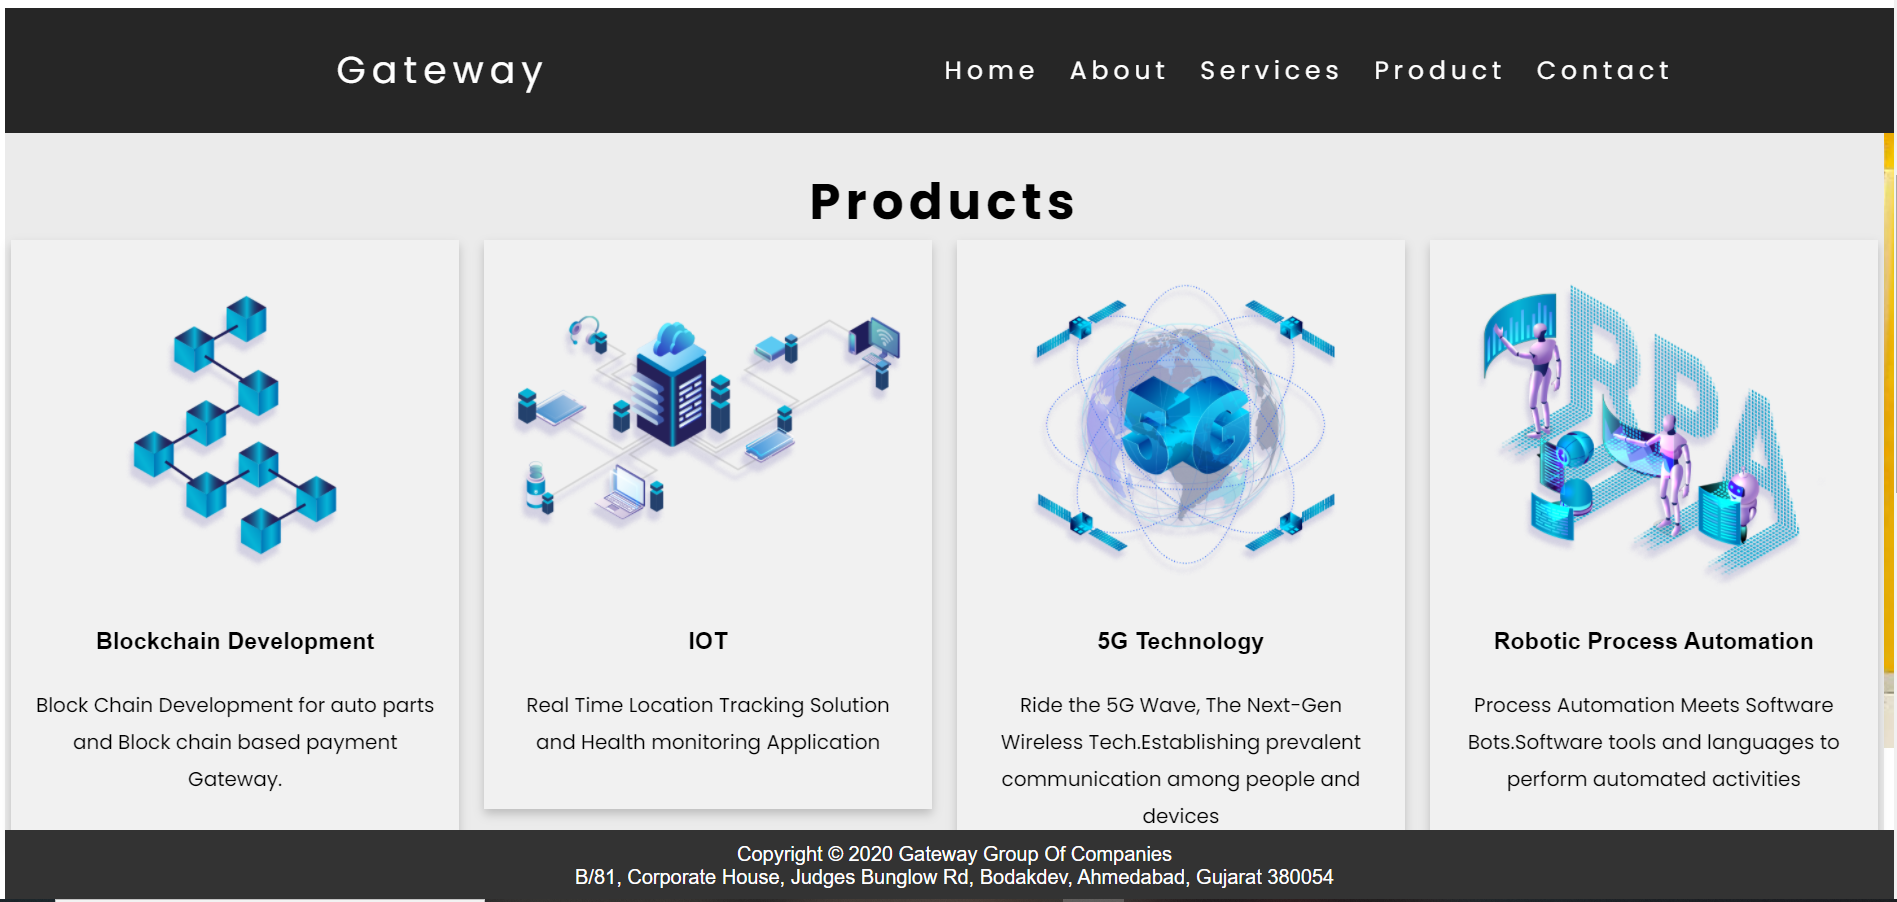 Gateway
Home About Services Product Contact
Products
5G
RPA
Blockchain Development
Block Chain Development for auto parts
and Block chain based payment
Gateway.
IOT
Real Time Location Tracking Solution
and Health monitoring Application
5G Technology
Ride the 5G Wave, The Next-Gen
Wireless Tech.Establishing prevalent
communication among people and
devices
Robotic Process Automation
Process Automation Meets Software
Bots.Software tools and languages to
perform automated activities
Copyright © 2020 Gateway Group Of Companies
B/81, Corporate House, Judges Bunglow Rd, Bodakdev, Ahmedabad, Gujarat 380054